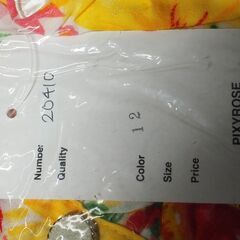 PIXYROSE
Number 20410
Quality
Color 12
Size
Price